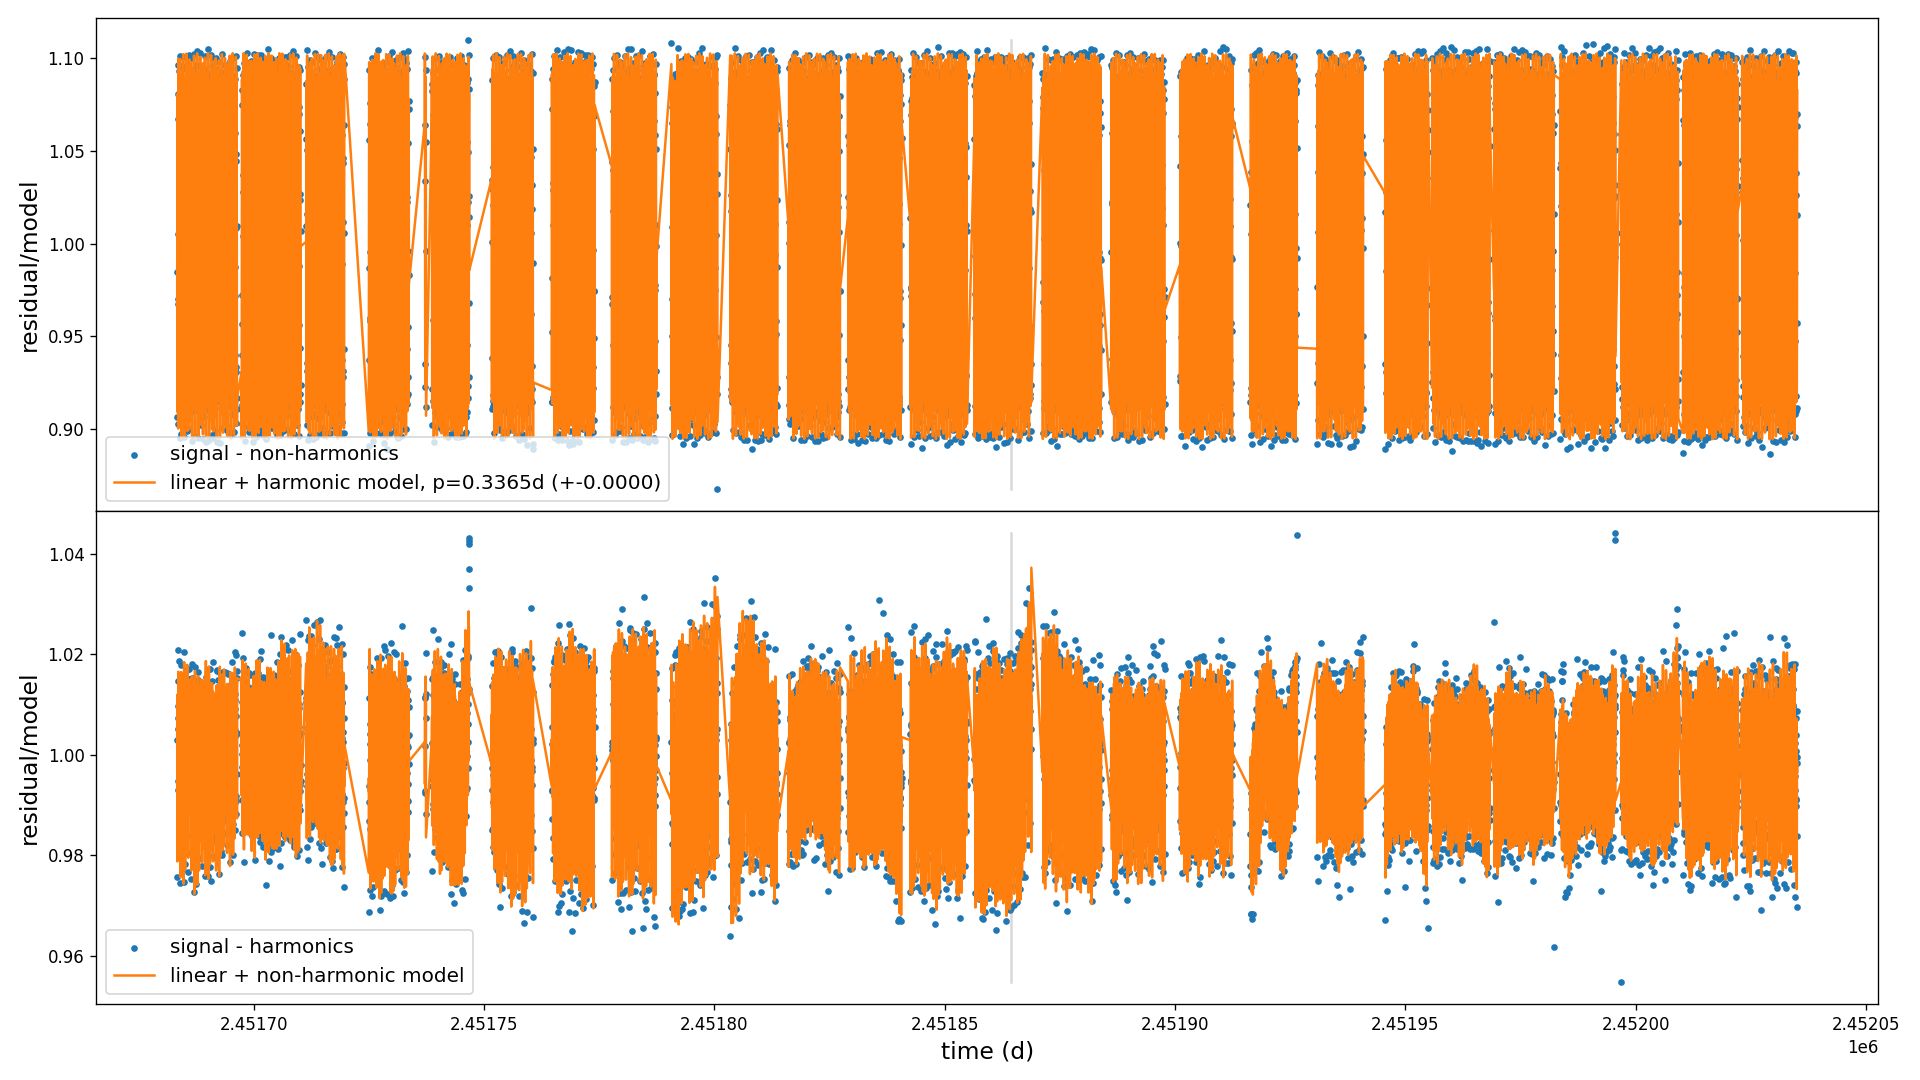 1.10
1.05
1.00
0.95
0.90
residual/model
signal - non-harmonics
linear + harmonic model, p=0.3365d (+-0.0000)
1.04
1.02
1.00
0.98
0.96
residual/model
signal - harmonics
linear + non-harmonic model
2.45170 2.45175 2.45180 2.45185 2.45190 2.45195 2.45200 2.45205
time (d)
1e6